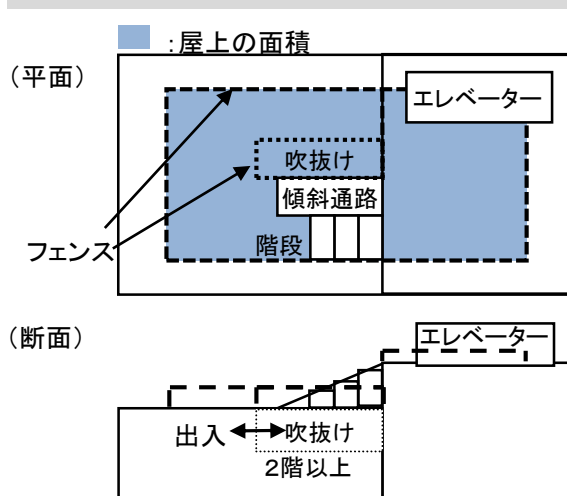 ：屋上の面積
（平面）
エレベーター
吹抜け
傾斜通路
階段
フェンス
（断面）
エレベーター
出入
吹抜け
２階以上